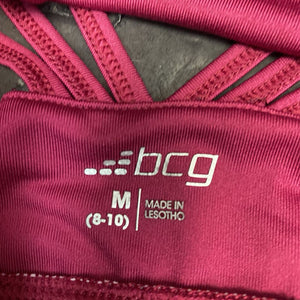 bcg
M
(8-10)
MADE IN
LESOTHO